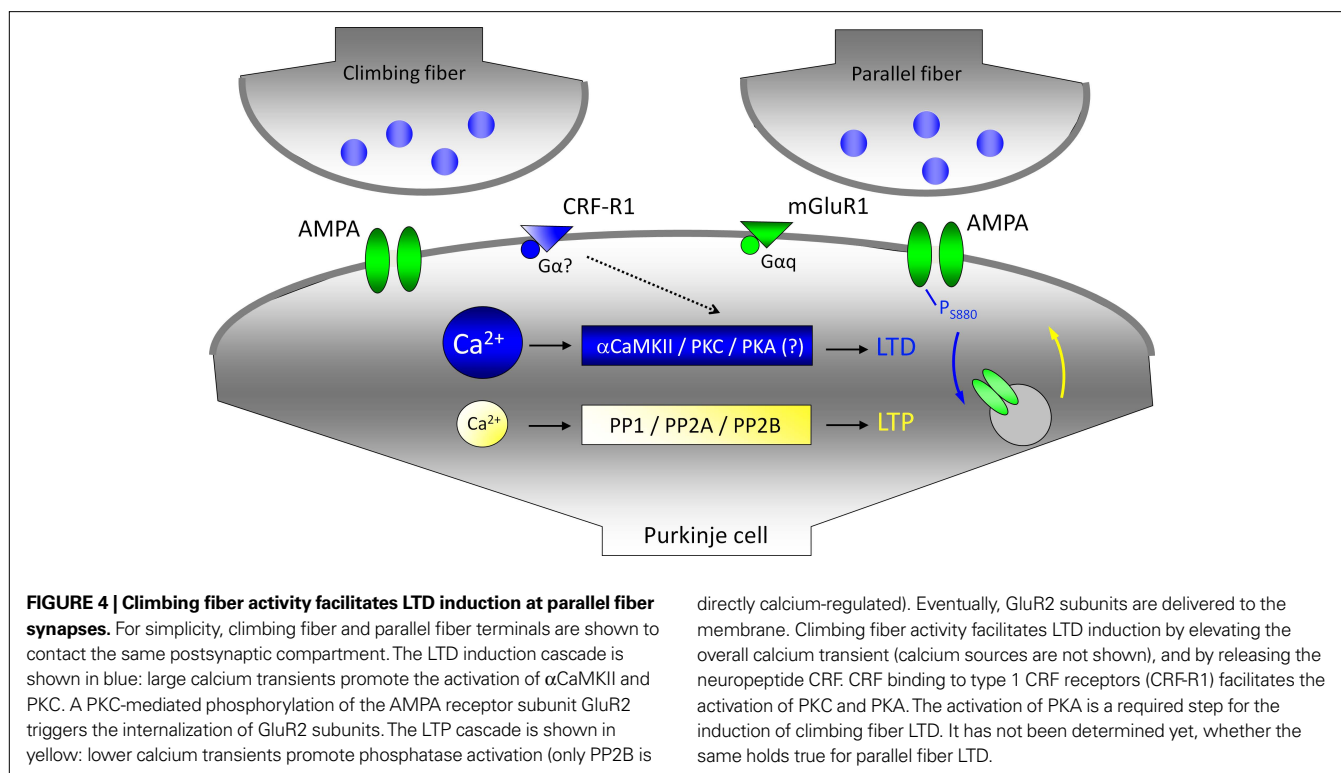 Climbing fiber
Parallel fiber
AMPA
CRF-R1
mGluR1
AMPA
Gα?
Gαq
P_S880
Ca²⁺
αCaMKII / PKC / PKA (?)
LTD
Ca²⁺
PP1 / PP2A / PP2B
LTP
Purkinje cell
FIGURE 4 | Climbing fiber activity facilitates LTD induction at parallel fiber
synapses. For simplicity, climbing fiber and parallel fiber terminals are shown to
contact the same postsynaptic compartment. The LTD induction cascade is
shown in blue: large calcium transients promote the activation of αCaMKII and
PKC. A PKC-mediated phosphorylation of the AMPA receptor subunit GluR2
triggers the internalization of GluR2 subunits. The LTP cascade is shown in
yellow: lower calcium transients promote phosphatase activation (only PP2B is
directly calcium-regulated). Eventually, GluR2 subunits are delivered to the
membrane. Climbing fiber activity facilitates LTD induction by elevating the
overall calcium transient (calcium sources are not shown), and by releasing the
neuropeptide CRF. CRF binding to type 1 CRF receptors (CRF-R1) facilitates the
activation of PKC and PKA. The activation of PKA is a required step for the
induction of climbing fiber LTD. It has not been determined yet, whether the
same holds true for parallel fiber LTD.